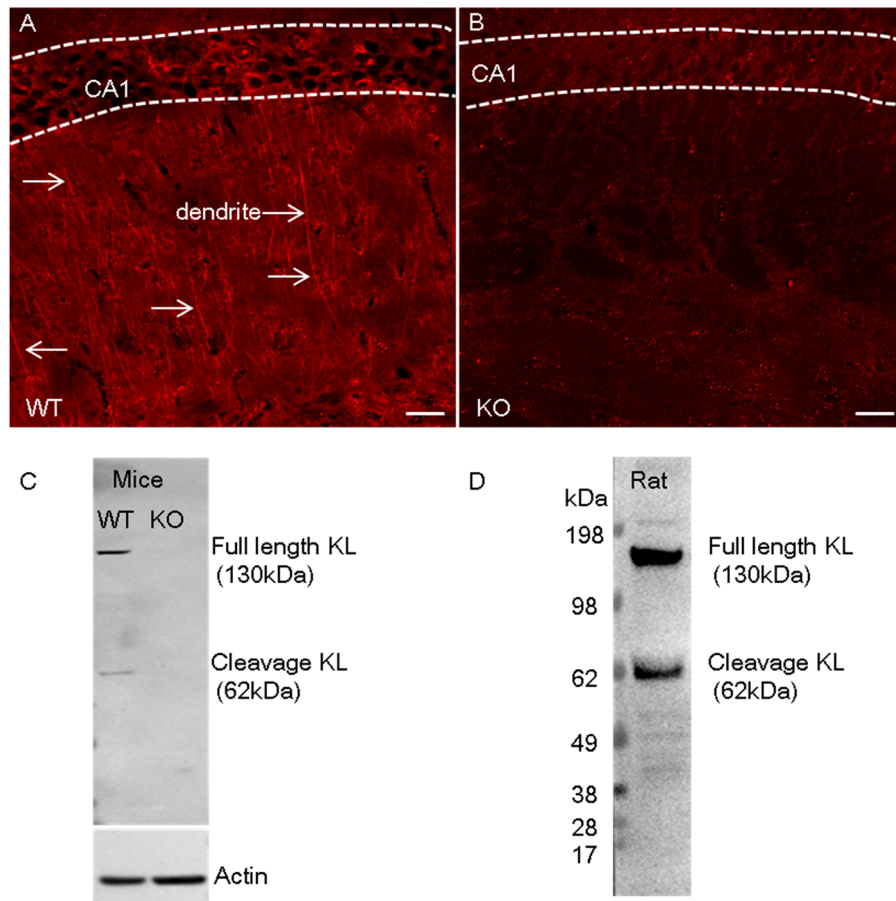 A
CA1
dendrite
WT
B
CA1
KO
C
Mice
WT KO
Full length KL
(130kDa)
Cleavage KL
(62kDa)
Actin
D
kDa
Rat
198
98
62
49
38
28
17
Full length KL
(130kDa)
Cleavage KL
(62kDa)